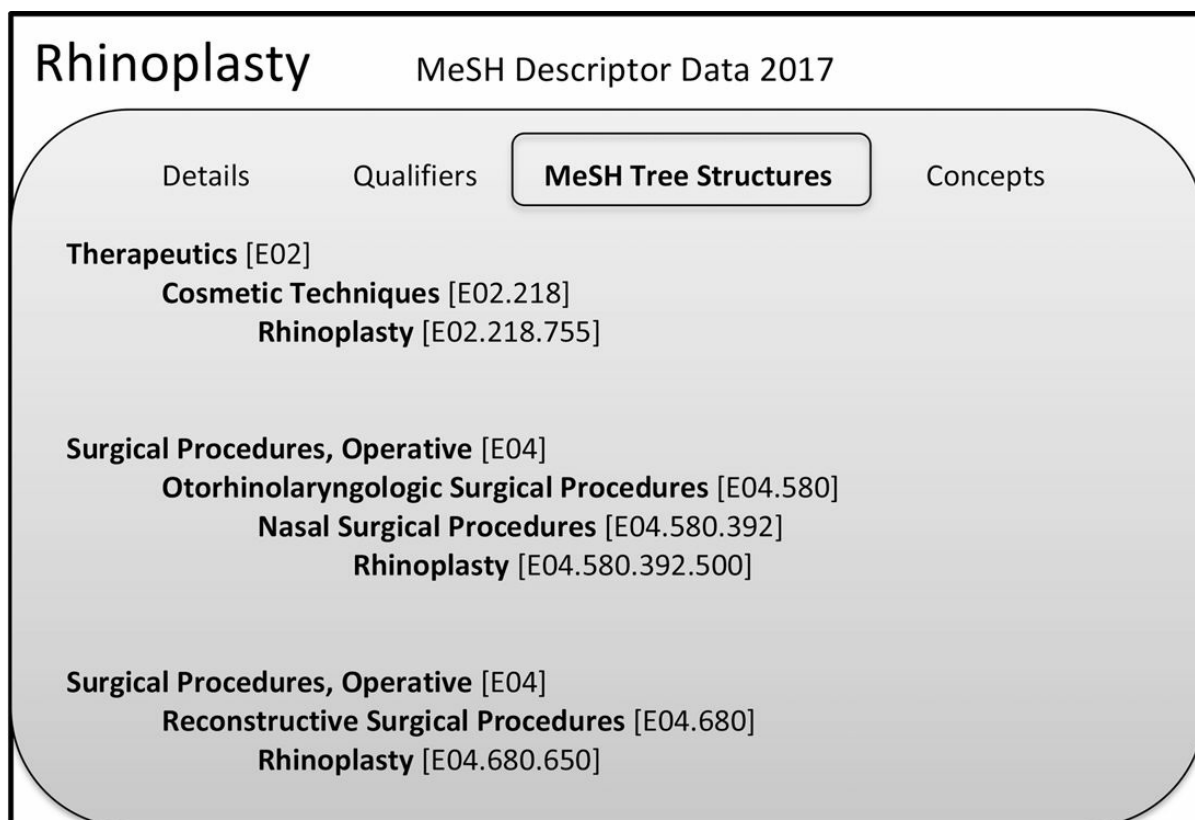 Rhinoplasty MeSH Descriptor Data 2017
Details Qualifiers MeSH Tree Structures Concepts
Therapeutics [E02]
Cosmetic Techniques [E02.218]
Rhinoplasty [E02.218.755]
Surgical Procedures, Operative [E04]
Otorhinolaryngologic Surgical Procedures [E04.580]
Nasal Surgical Procedures [E04.580.392]
Rhinoplasty [E04.580.392.500]
Surgical Procedures, Operative [E04]
Reconstructive Surgical Procedures [E04.680]
Rhinoplasty [E04.680.650]